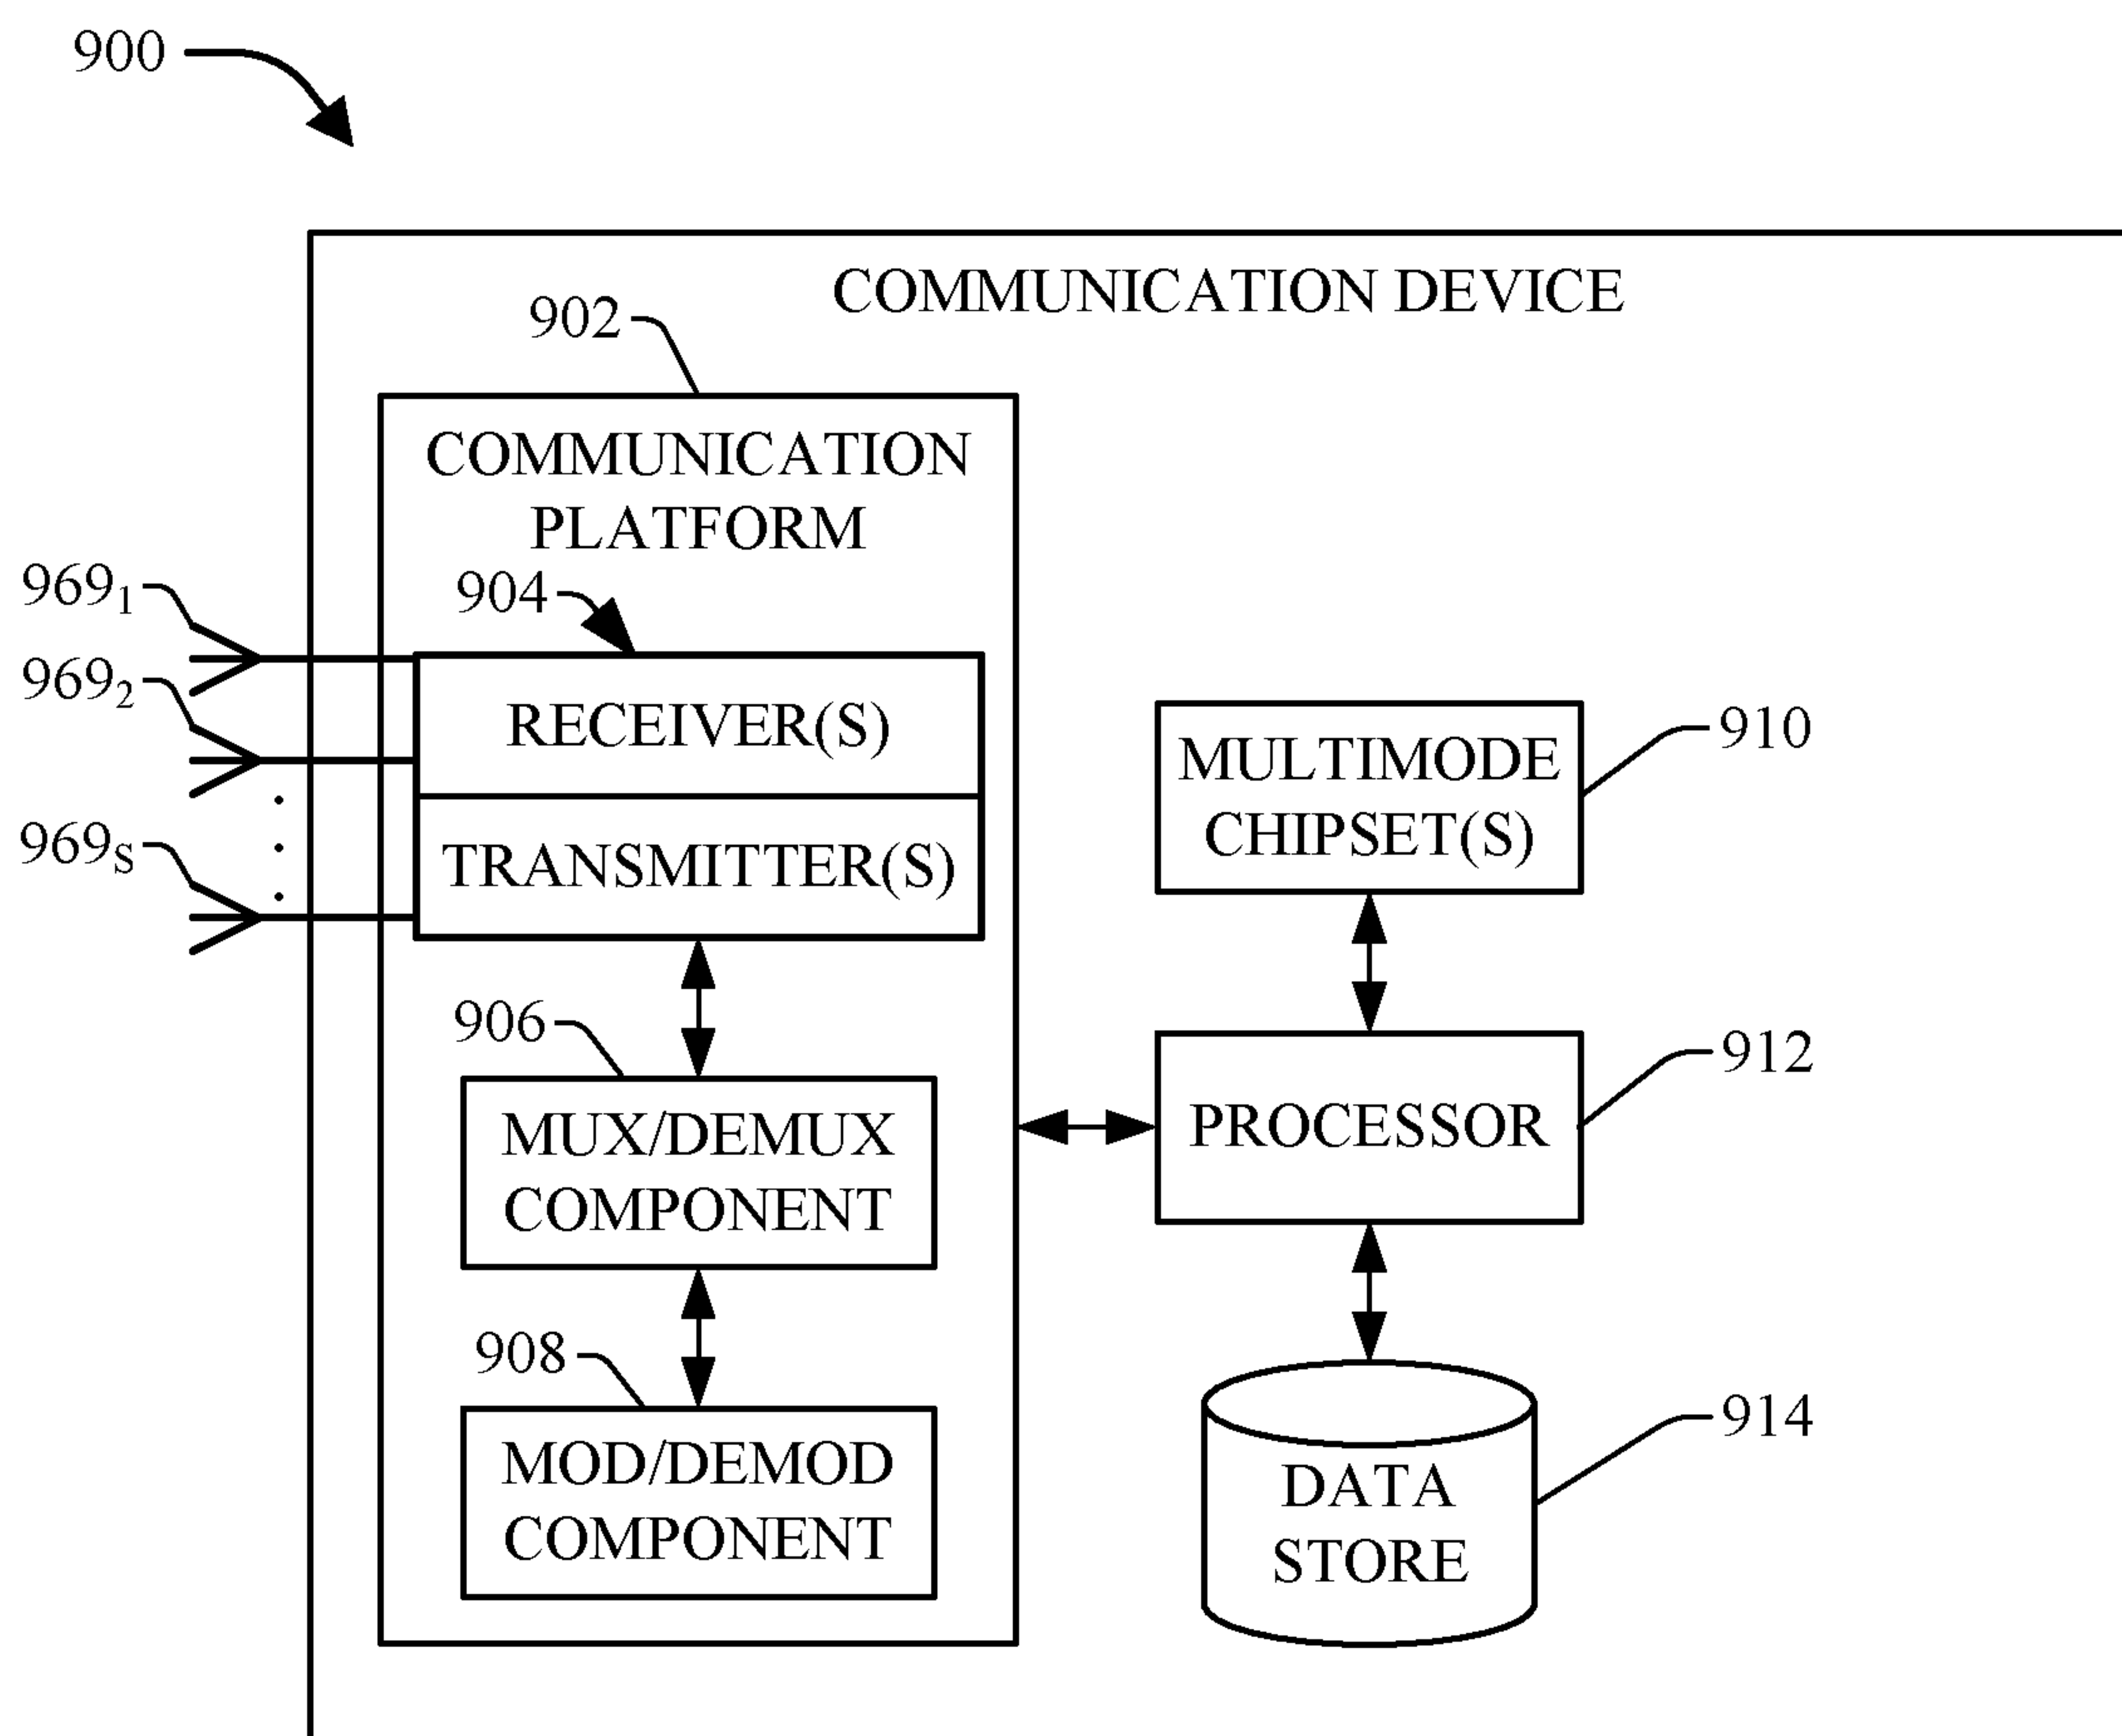 900
COMMUNICATION DEVICE
902
COMMUNICATION
PLATFORM
904
969₁
969₂
969S
RECEIVER(S)
TRANSMITTER(S)
MULTIMODE
CHIPSET(S)
910
906
MUX/DEMUX
COMPONENT
PROCESSOR
912
908
MOD/DEMOD
COMPONENT
DATA
STORE
914